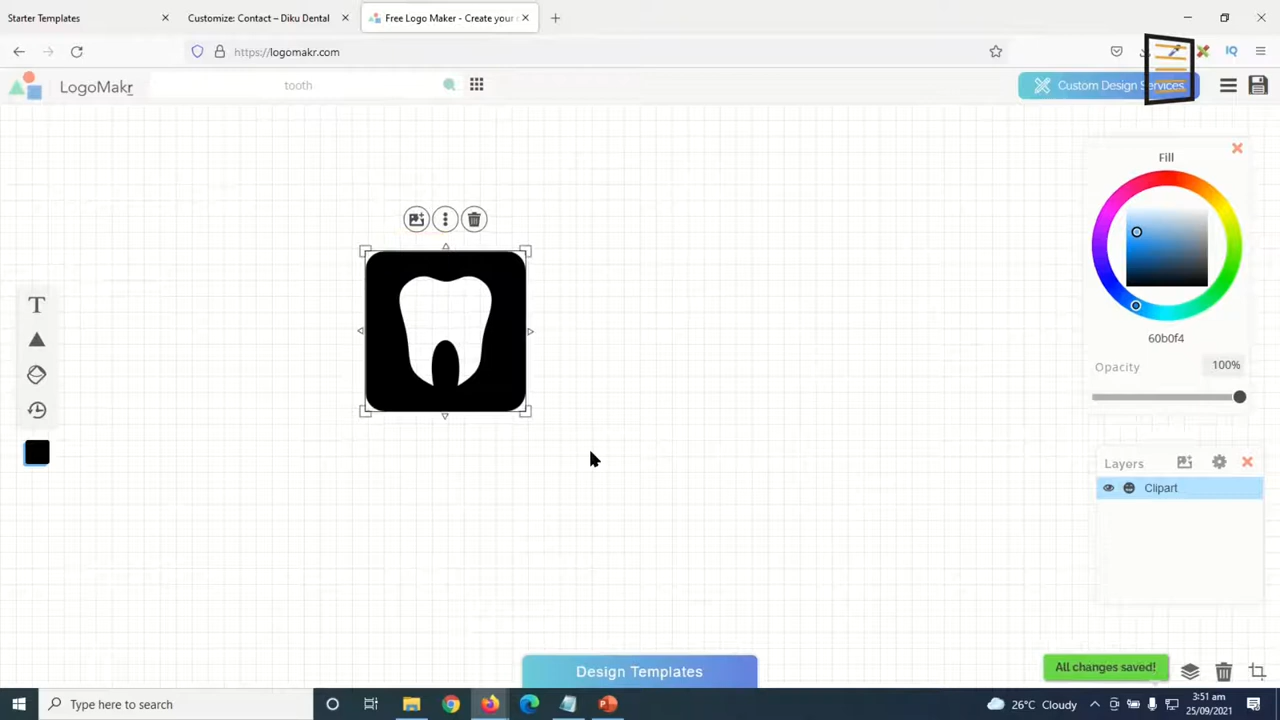 Starter Templates
Customize: Contact – Diku Dental
Free Logo Maker - Create your o
https://logomakr.com
IQ
LogoMakr
tooth
Custom Design Services
Fill
60b0f4
Opacity
100%
T
Layers
Clipart
Design Templates
All changes saved!
Type here to search
26°C Cloudy
3:51 am
25/09/2021